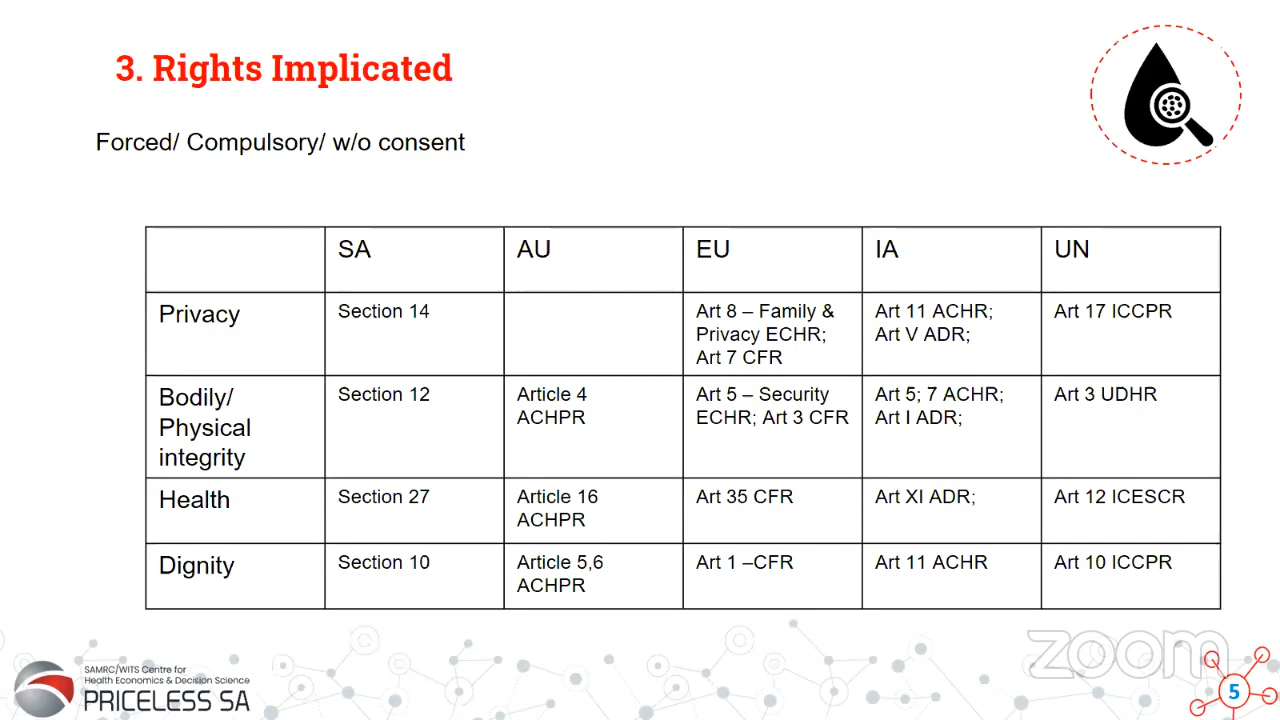 3. Rights Implicated
Forced/ Compulsory/ w/o consent
SA AU EU IA UN
Privacy Section 14 Art 8 – Family & Art 11 ACHR; Art 17 ICCPR
Privacy ECHR; Art V ADR;
Art 7 CFR
Bodily/ Section 12 Article 4 Art 5 – Security Art 5; 7 ACHR; Art 3 UDHR
Physical ACHPR ECHR; Art 3 CFR Art I ADR;
integrity
Health Section 27 Article 16 Art 35 CFR Art XI ADR; Art 12 ICESCR
ACHPR
Dignity Section 10 Article 5,6 Art 1 –CFR Art 11 ACHR Art 10 ICCPR
ACHPR
zoom
SAMRC/WITS Centre for
Health Economics & Decision Science
PRICELESS SA
5